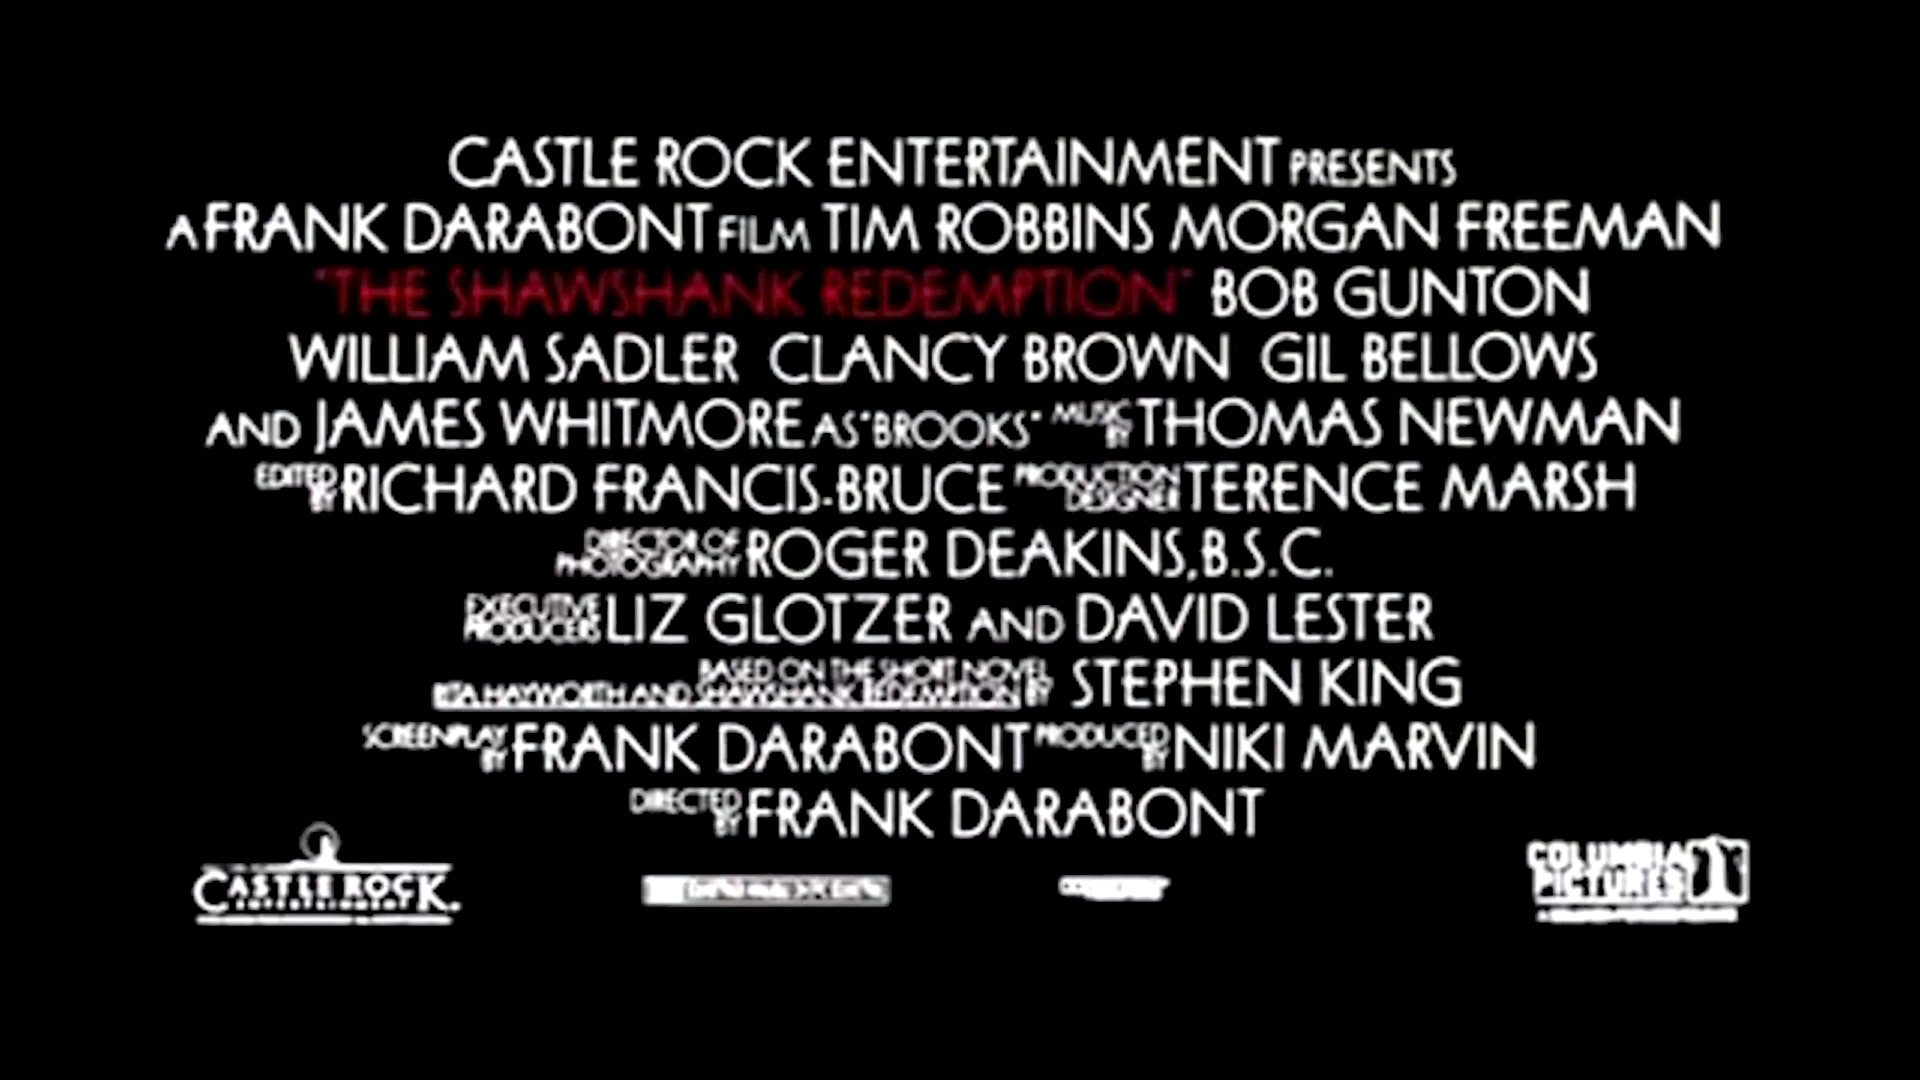 CASTLE ROCK ENTERTAINMENT PRESENTS
A FRANK DARABONT FILM TIM ROBBINS MORGAN FREEMAN
"THE SHAWSHANK REDEMPTION" BOB GUNTON
WILLIAM SADLER CLANCY BROWN GIL BELLOWS
AND JAMES WHITMORE AS "BROOKS" MUSIC BY THOMAS NEWMAN
EDITED BY RICHARD FRANCIS-BRUCE PRODUCTION DESIGNER TERENCE MARSH
DIRECTOR OF PHOTOGRAPHY ROGER DEAKINS, B.S.C.
EXECUTIVE PRODUCERS LIZ GLOTZER AND DAVID LESTER
BASED ON THE SHORT NOVEL RITA HAYWORTH AND SHAWSHANK REDEMPTION BY STEPHEN KING
SCREENPLAY BY FRANK DARABONT PRODUCED BY NIKI MARVIN
DIRECTED BY FRANK DARABONT
CASTLE ROCK ENTERTAINMENT
COLUMBIA PICTURES